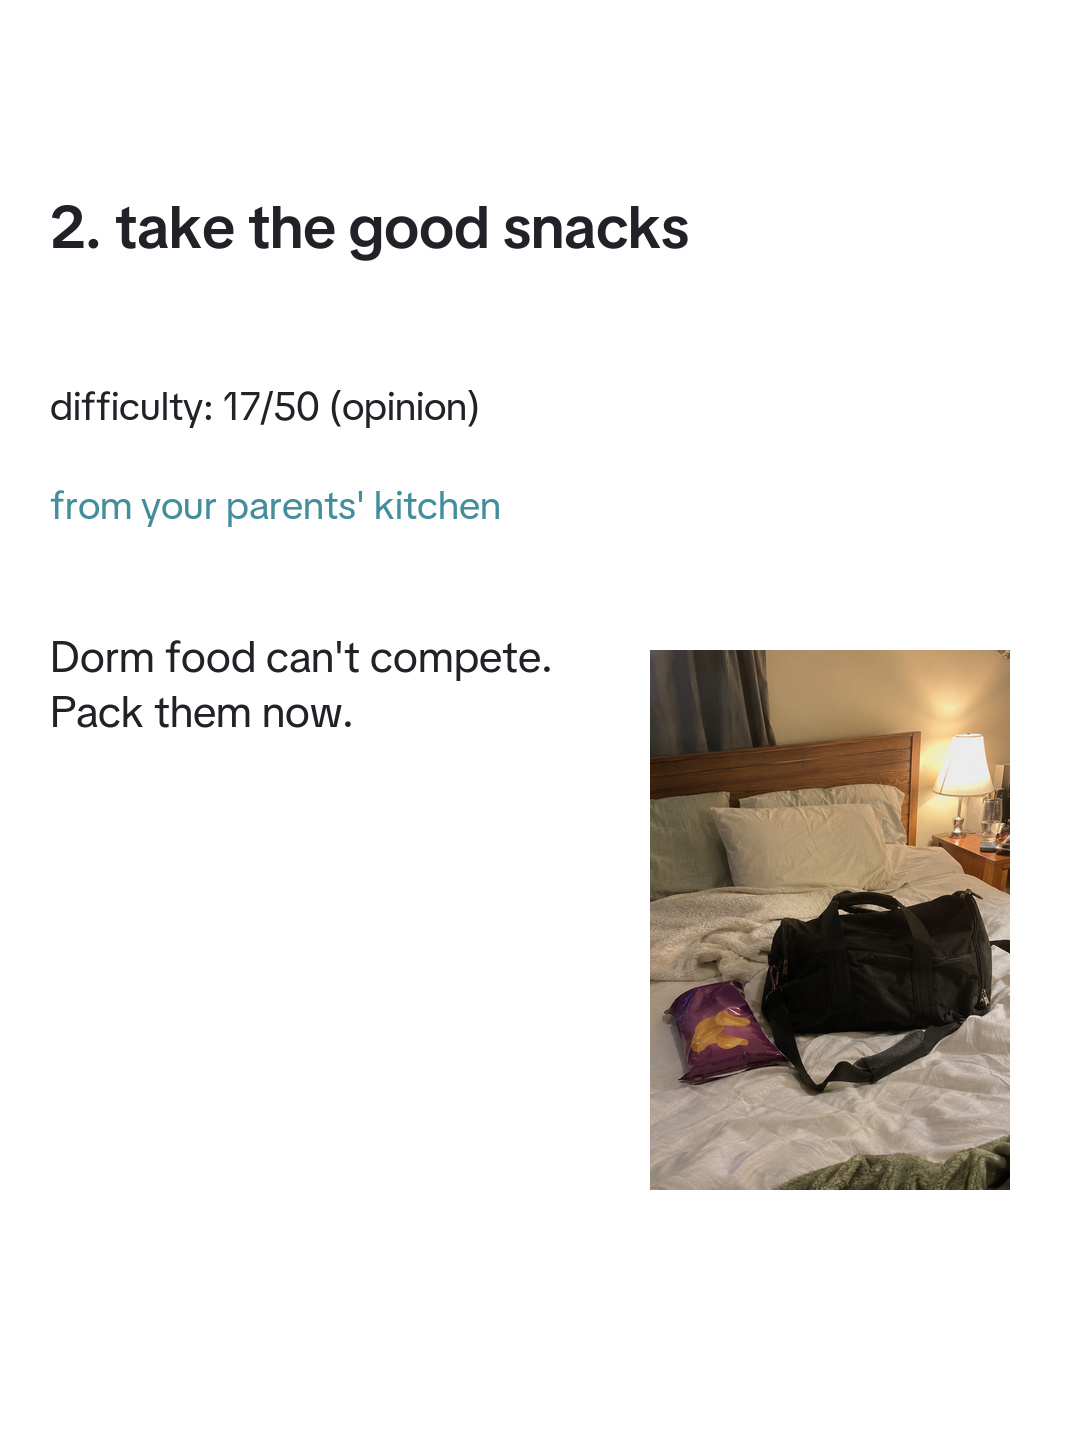 2. take the good snacks
difficulty: 17/50 (opinion)
from your parents' kitchen
Dorm food can't compete.
Pack them now.